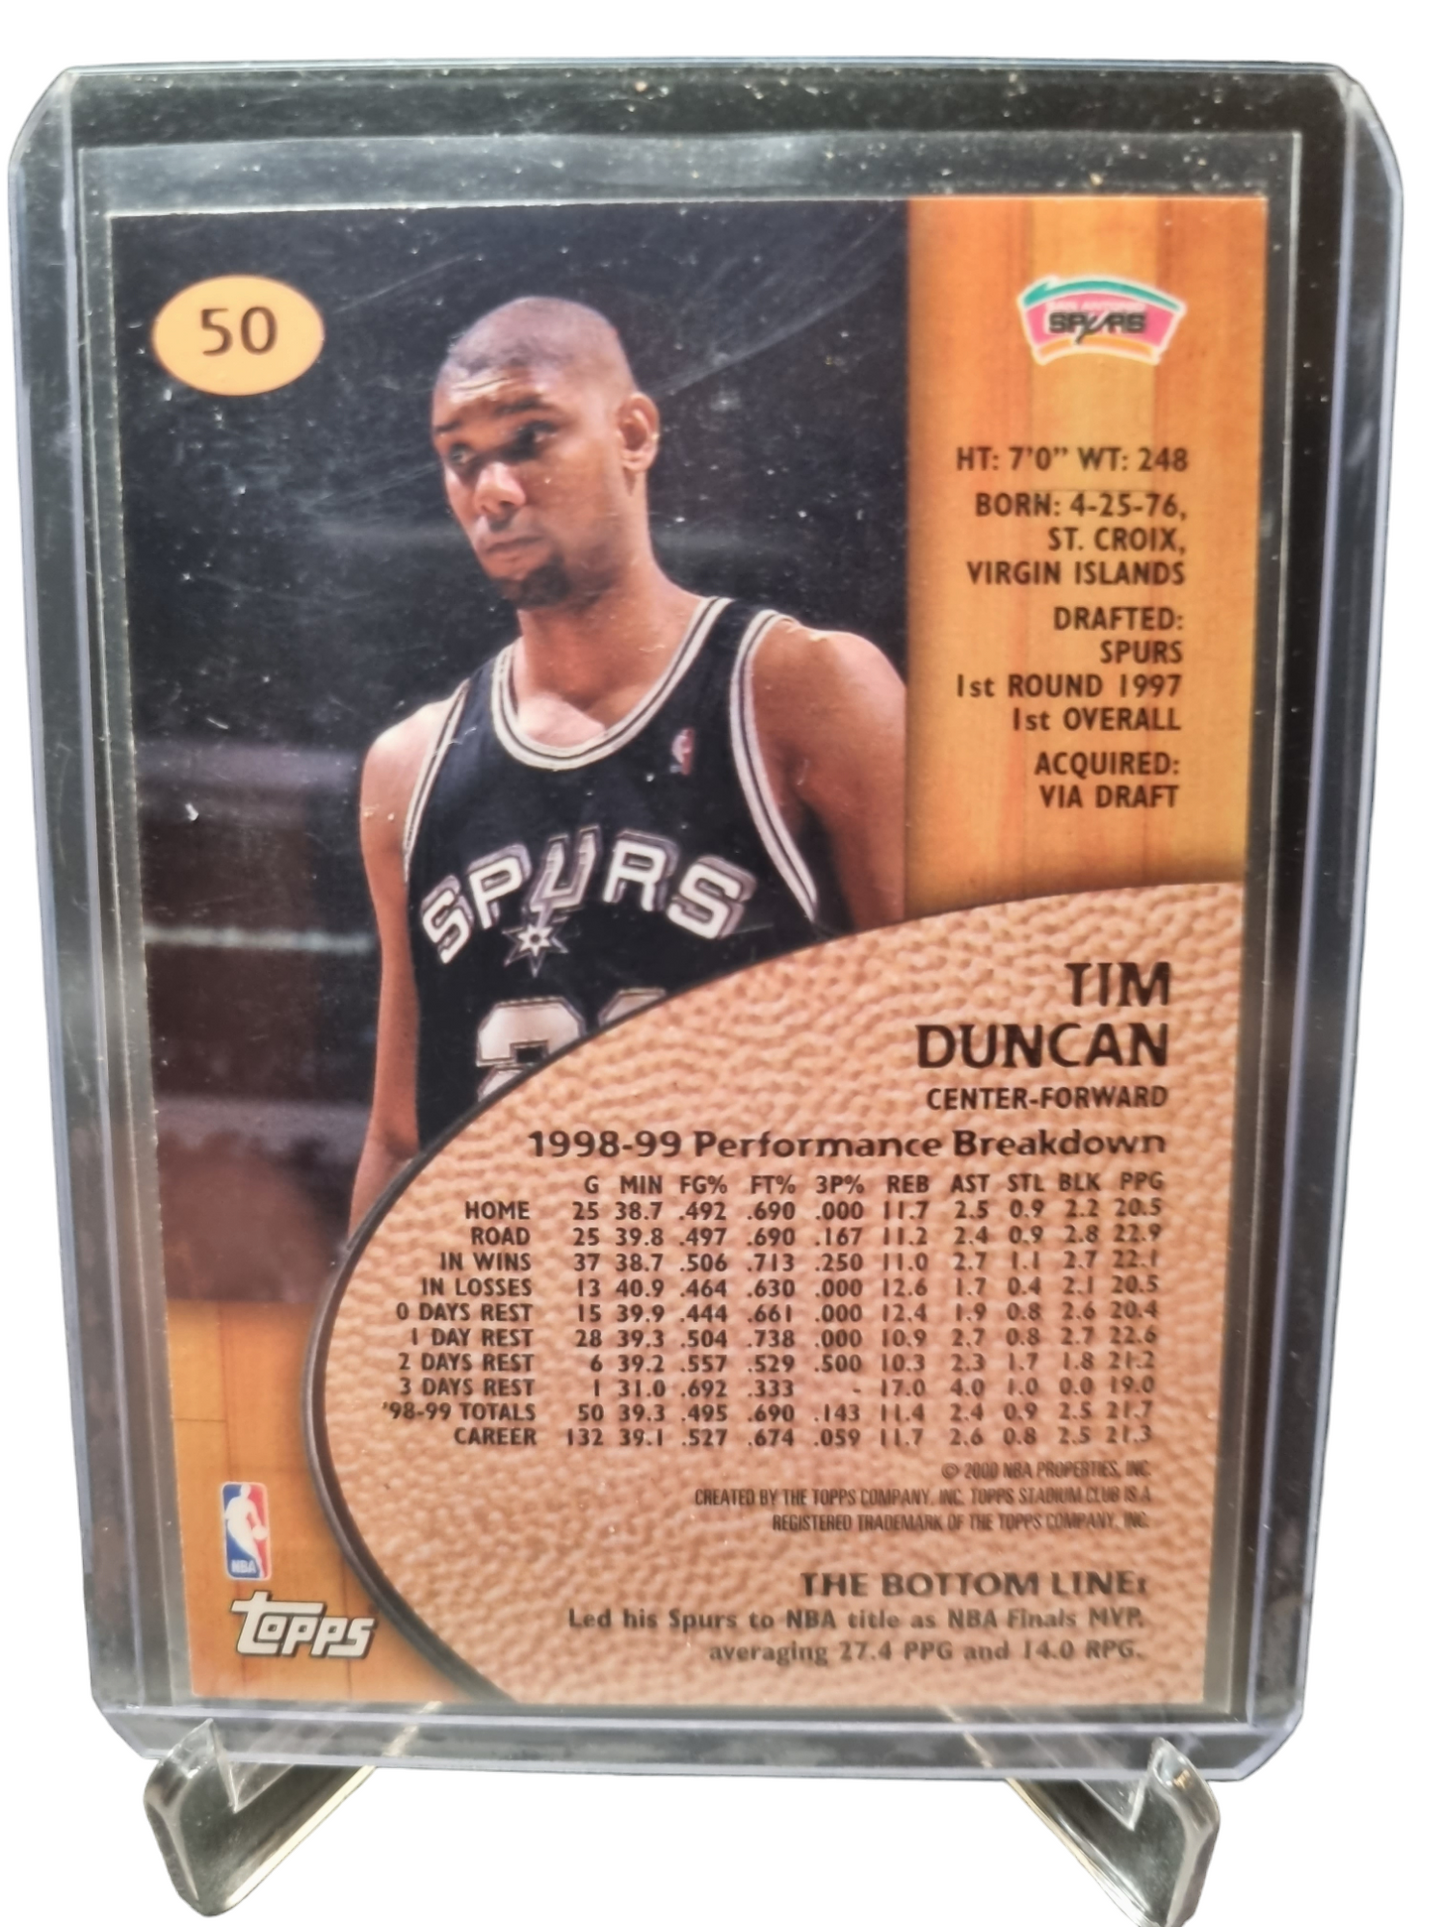 50
SPURS
HT: 7'0" WT: 248
BORN: 4-25-76,
ST. CROIX,
VIRGIN ISLANDS
DRAFTED:
SPURS
1st ROUND 1997
1st OVERALL
ACQUIRED:
VIA DRAFT
SPURS
TIM
DUNCAN
CENTER-FORWARD
1998-99 Performance Breakdown
G MIN FG% FT% 3P% REB AST STL BLK PPG
HOME 25 38.7 .492 .690 .000 11.7 2.5 0.9 2.2 20.5
ROAD 25 39.8 .497 .690 .167 11.2 2.4 0.9 2.8 22.9
IN WINS 37 38.7 .506 .713 .250 11.0 2.7 1.1 2.7 22.1
IN LOSSES 13 40.9 .464 .630 .000 12.6 1.7 0.4 2.1 20.5
0 DAYS REST 15 39.9 .444 .661 .000 12.4 1.9 0.8 2.6 20.4
1 DAY REST 28 39.3 .504 .738 .000 10.9 2.7 0.8 2.7 22.6
2 DAYS REST 6 39.2 .557 .529 .500 10.3 2.3 1.7 1.8 21.2
3 DAYS REST 1 31.0 .692 .333 - 17.0 4.0 1.0 0.0 19.0
'98-99 TOTALS 50 39.3 .495 .690 .143 11.4 2.4 0.9 2.5 21.7
CAREER 132 39.1 .527 .674 .059 11.7 2.6 0.8 2.5 21.3
© 2000 NBA PROPERTIES, INC.
CREATED BY THE TOPPS COMPANY, INC. TOPPS STADIUM CLUB IS A
REGISTERED TRADEMARK OF THE TOPPS COMPANY, INC.
NBA
Topps
THE BOTTOM LINE:
Led his Spurs to NBA title as NBA Finals MVP,
averaging 27.4 PPG and 14.0 RPG.